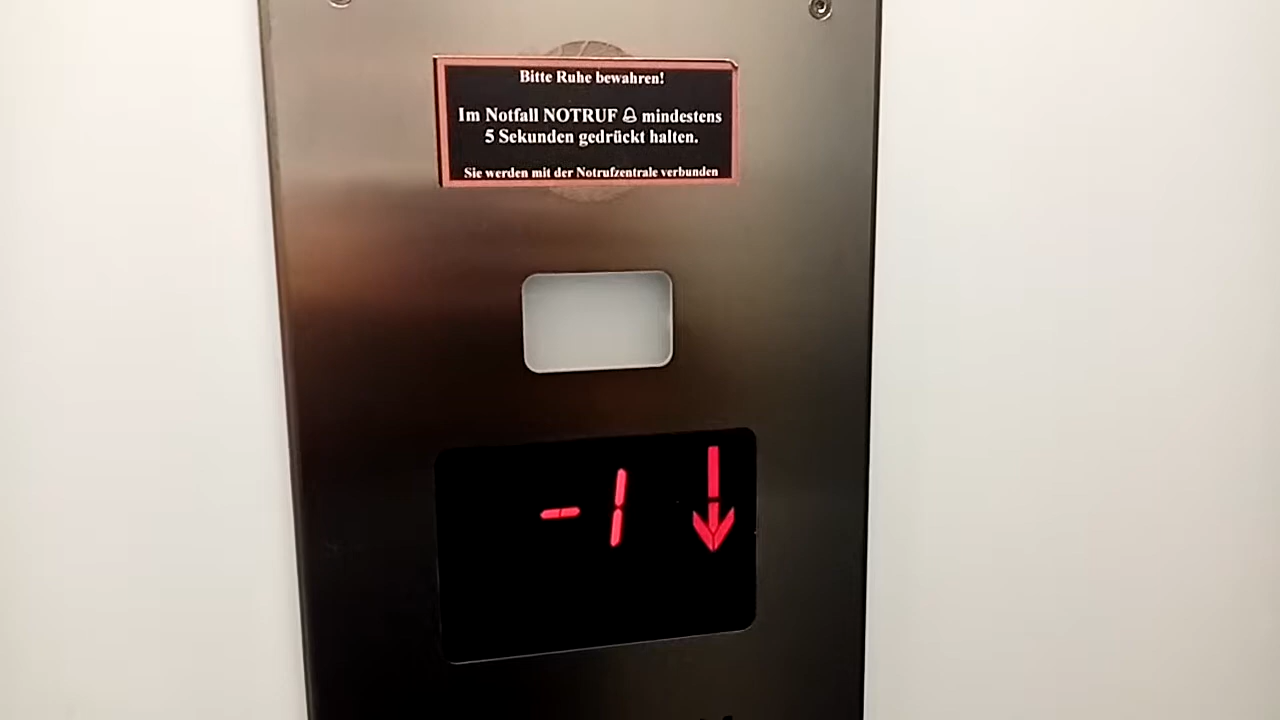 Bitte Ruhe bewahren!
Im Notfall NOTRUF 🔔 mindestens
5 Sekunden gedrückt halten.
Sie werden mit der Notrufzentrale verbunden
-1 ↓